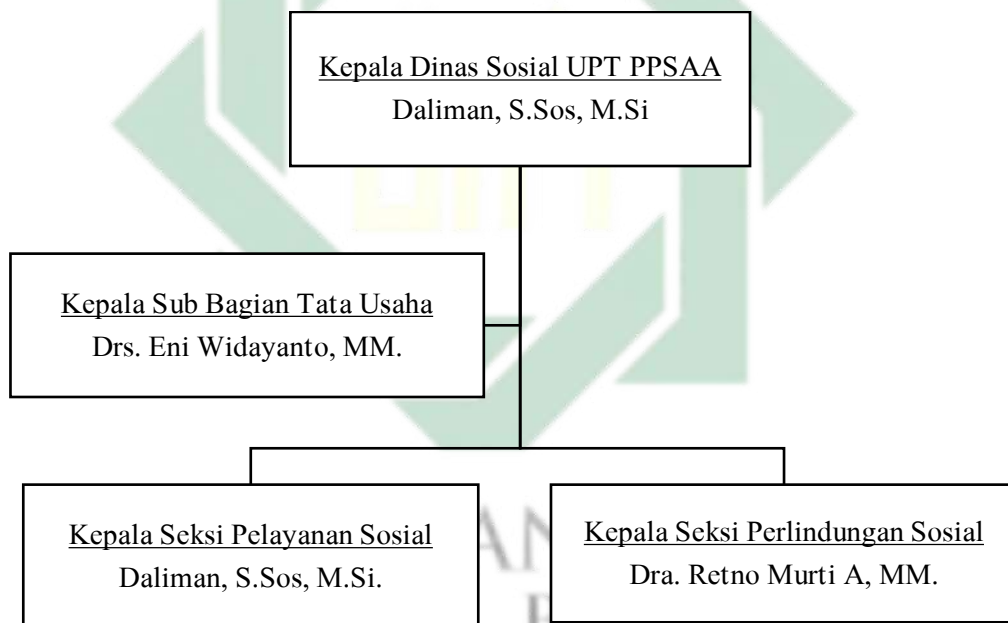 Kepala Dinas Sosial UPT PPSAA
Daliman, S.Sos, M.Si
Kepala Sub Bagian Tata Usaha
Drs. Eni Widayanto, MM.
Kepala Seksi Pelayanan Sosial
Daliman, S.Sos, M.Si.
Kepala Seksi Perlindungan Sosial
Dra. Retno Murti A, MM.